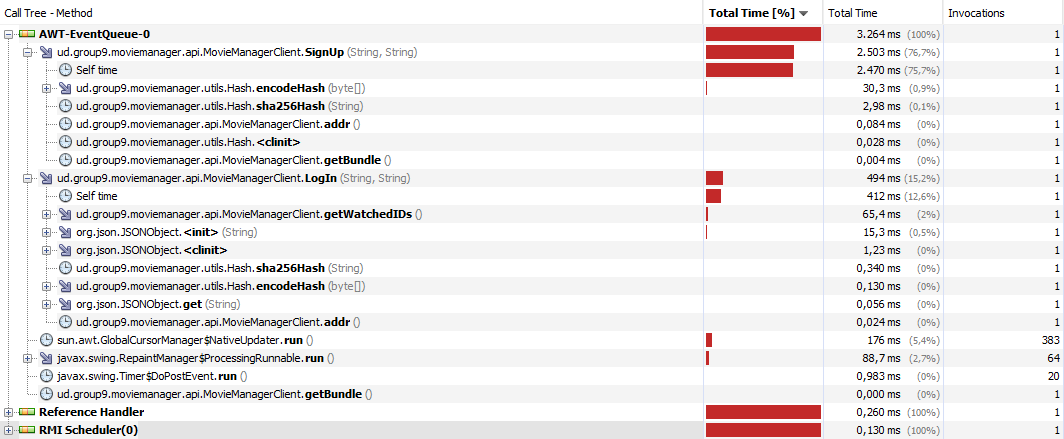 Call Tree - Method Total Time [%] Total Time Invocations
AWT-EventQueue-0 3.264 ms (100%) 1
ud.group9.moviemanager.api.MovieManagerClient.SignUp (String, String) 2.503 ms (76,7%) 1
Self time 2.470 ms (75,7%) 1
ud.group9.moviemanager.utils.Hash.encodeHash (byte[]) 30,3 ms (0,9%) 1
ud.group9.moviemanager.utils.Hash.sha256Hash (String) 2,98 ms (0,1%) 1
ud.group9.moviemanager.api.MovieManagerClient.addr () 0,084 ms (0%) 1
ud.group9.moviemanager.utils.Hash.<clinit> 0,028 ms (0%) 1
ud.group9.moviemanager.api.MovieManagerClient.getBundle () 0,004 ms (0%) 1
ud.group9.moviemanager.api.MovieManagerClient.LogIn (String, String) 494 ms (15,2%) 1
Self time 412 ms (12,6%) 1
ud.group9.moviemanager.api.MovieManagerClient.getWatchedIDs () 65,4 ms (2%) 1
org.json.JSONObject.<init> (String) 15,3 ms (0,5%) 1
org.json.JSONObject.<clinit> 1,23 ms (0%) 1
ud.group9.moviemanager.utils.Hash.sha256Hash (String) 0,340 ms (0%) 1
ud.group9.moviemanager.utils.Hash.encodeHash (byte[]) 0,130 ms (0%) 1
org.json.JSONObject.get (String) 0,056 ms (0%) 1
ud.group9.moviemanager.api.MovieManagerClient.addr () 0,024 ms (0%) 1
sun.awt.GlobalCursorManager$NativeUpdater.run () 176 ms (5,4%) 383
javax.swing.RepaintManager$ProcessingRunnable.run () 88,7 ms (2,7%) 64
javax.swing.Timer$DoPostEvent.run () 0,983 ms (0%) 20
ud.group9.moviemanager.api.MovieManagerClient.getBundle () 0,000 ms (0%) 1
Reference Handler 0,260 ms (100%) 1
RMI Scheduler(0) 0,130 ms (100%) 1